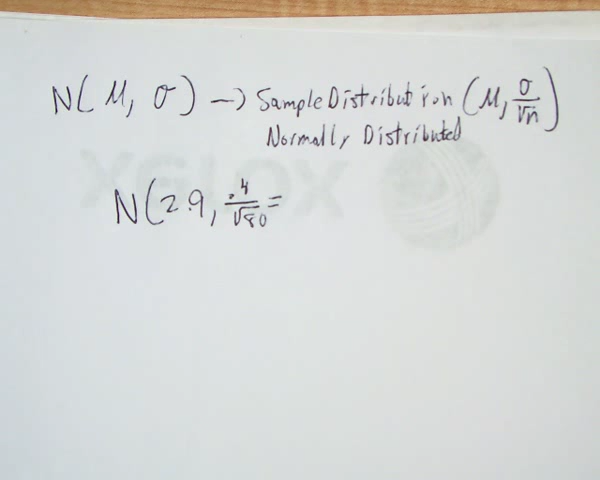 N(μ, σ) → Sample Distribution (μ, σ/√n)
Normally Distributed
N(2.9, .4/√80 =